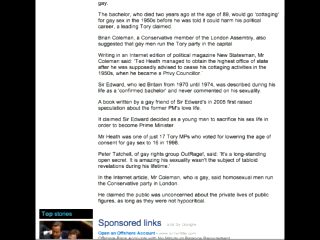 gay.
The bachelor, who died two years ago at the age of 89, would go 'cottaging'
for gay sex in the 1950s before he was told it could harm his political
career, a leading Tory claimed.
Brian Coleman, a Conservative member of the London Assembly, also
suggested that gay men run the Tory party in the capital
Writing in an Internet edition of political magazine New Statesman, Mr
Coleman said: 'Ted Heath managed to obtain the highest office of state
after he was supposedly advised to cease his cottaging activities in the
1950s, when he became a Privy Councillor.'
Sir Edward, who led Britain from 1970 until 1974, was described during his
life as a 'confirmed bachelor' and never commented on his sexuality.
A book written by a gay friend of Sir Edward's in 2005 first raised
speculation about the former PM's love life.
It claimed Sir Edward decided as a young man to sacrifice his sex life in
order to become Prime Minister.
Mr Heath was one of just 17 Tory MPs who voted for lowering the age of
consent for gay sex to 16 in 1998.
Peter Tatchell, of gay rights group OutRage!, said: 'It's a long-standing
open secret. It is amazing his sexuality wasn't the subject of tabloid
revelations during his lifetime.'
In the Internet article, Mr Coleman, who is gay, said homosexual men run
the Conservative party in London.
He claimed the public was unconcerned about the private lives of public
figures, as long as they were not hypocritical.
Top stories
Sponsored links
Open an Offshore Account -